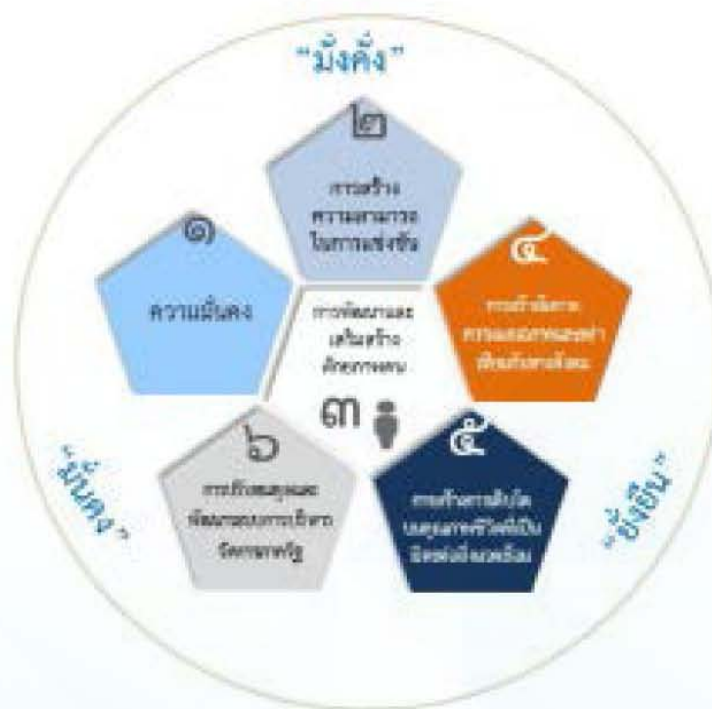 “มั่งคั่ง”
๒
การสร้าง
ความสามารถ
ในการแข่งขัน
๑
ความมั่นคง
๔
การสร้างโอกาส
ความเสมอภาคและเท่า
เทียมกันทางสังคม
การพัฒนาและ
เสริมสร้าง
ศักยภาพคน
๓
๖
การปรับสมดุลและ
พัฒนาระบบการบริหาร
จัดการภาครัฐ
๕
การสร้างการเติบโต
บนคุณภาพชีวิตที่เป็น
มิตรต่อสิ่งแวดล้อม
“มั่นคง”
“ยั่งยืน”